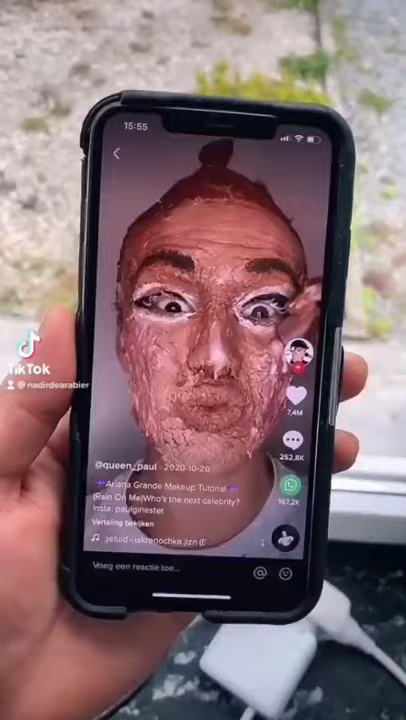 15:55
TikTok
@nadirdearabier
7,4M
252,8K
167,2K
@queen_paul · 2020-10-20
Ariana Grande Makeup Tutorial
(Rain On Me)Who's the next celebrity?
insta: paulginestet
Vertaling bekijken
geluid - iskrenochka.jizn (E
Voeg een reactie toe...